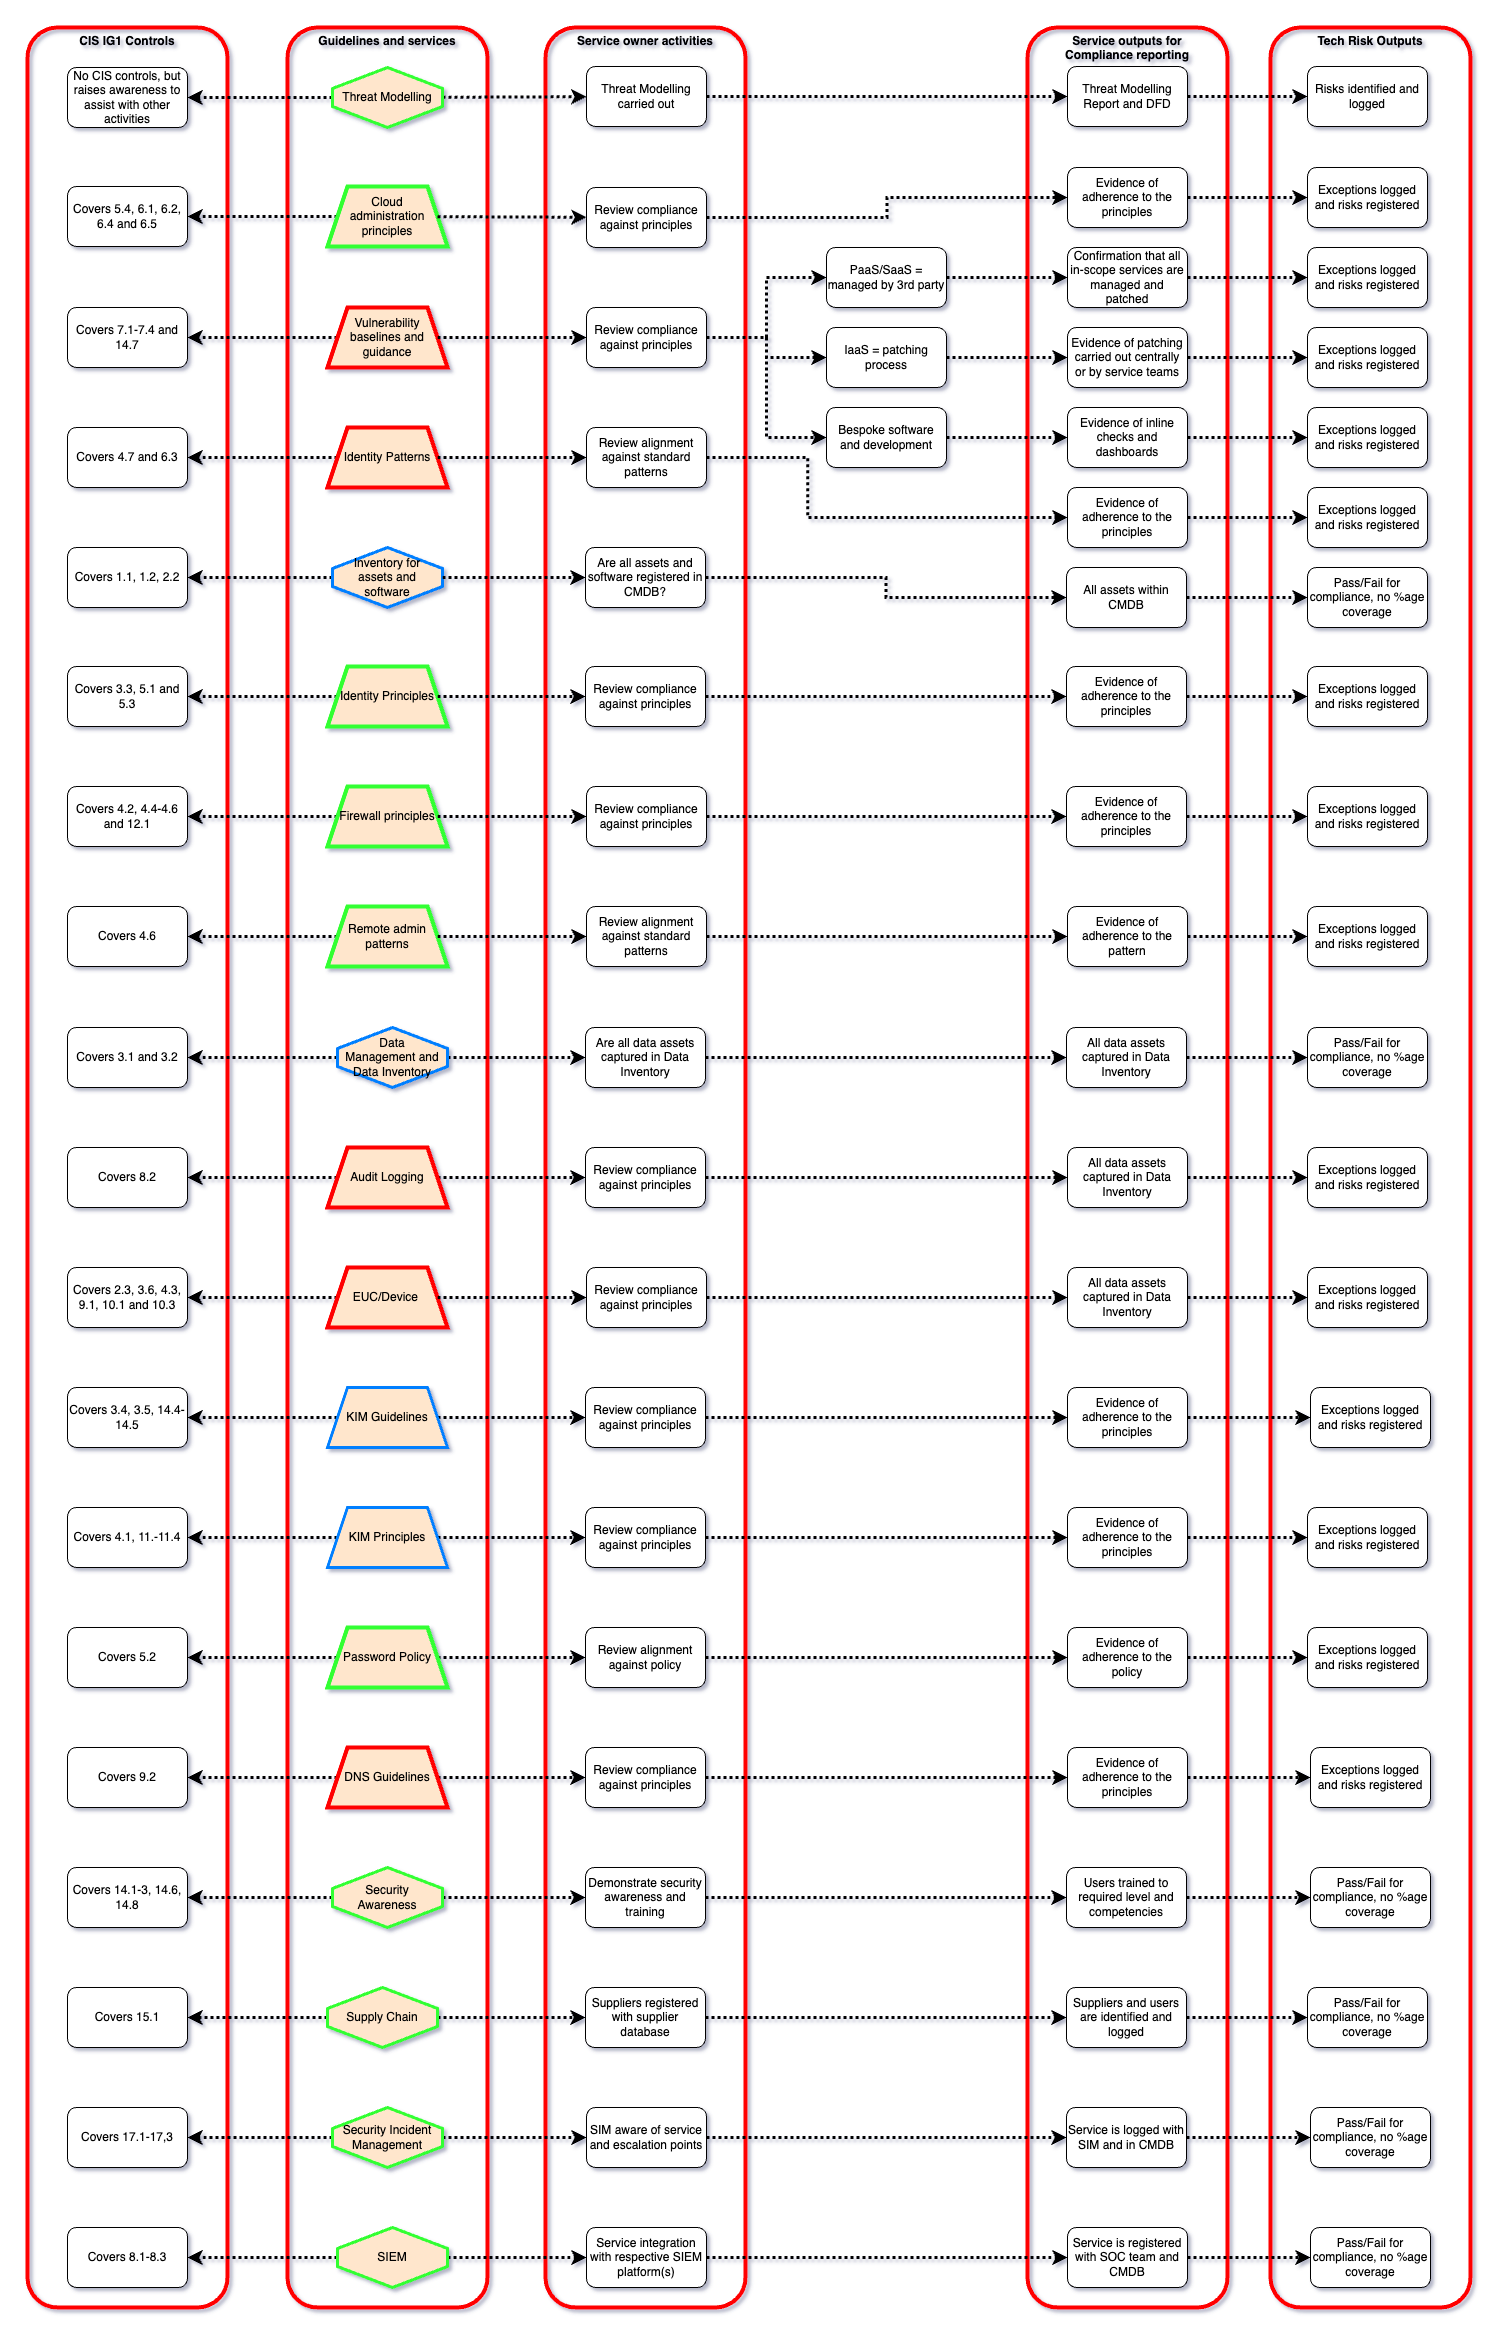 CIS IG1 Controls
Guidelines and services
Service owner activities
Service outputs for
Compliance reporting
Tech Risk Outputs
No CIS controls, but
raises awareness to
assist with other
activities
Threat Modelling
Threat Modelling
carried out
Threat Modelling
Report and DFD
Risks identified and
logged
Covers 5.4, 6.1, 6.2,
6.4 and 6.5
Cloud
administration
principles
Review compliance
against principles
Evidence of
adherence to the
principles
Exceptions logged
and risks registered
PaaS/SaaS =
managed by 3rd party
Confirmation that all
in-scope services are
managed and
patched
Exceptions logged
and risks registered
Covers 7.1-7.4 and
14.7
Vulnerability
baselines and
guidance
Review compliance
against principles
IaaS = patching
process
Evidence of patching
carried out centrally
or by service teams
Exceptions logged
and risks registered
Bespoke software
and development
Evidence of inline
checks and
dashboards
Exceptions logged
and risks registered
Covers 4.7 and 6.3
Identity Patterns
Review alignment
against standard
patterns
Evidence of
adherence to the
principles
Exceptions logged
and risks registered
Covers 1.1, 1.2, 2.2
Inventory for
assets and
software
Are all assets and
software registered in
CMDB?
All assets within
CMDB
Pass/Fail for
compliance, no %age
coverage
Covers 3.3, 5.1 and
5.3
Identity Principles
Review compliance
against principles
Evidence of
adherence to the
principles
Exceptions logged
and risks registered
Covers 4.2, 4.4-4.6
and 12.1
Firewall principles
Review compliance
against principles
Evidence of
adherence to the
principles
Exceptions logged
and risks registered
Covers 4.6
Remote admin
patterns
Review alignment
against standard
patterns
Evidence of
adherence to the
pattern
Exceptions logged
and risks registered
Covers 3.1 and 3.2
Data
Management and
Data Inventory
Are all data assets
captured in Data
Inventory
All data assets
captured in Data
Inventory
Pass/Fail for
compliance, no %age
coverage
Covers 8.2
Audit Logging
Review compliance
against principles
All data assets
captured in Data
Inventory
Exceptions logged
and risks registered
Covers 2.3, 3.6, 4.3,
9.1, 10.1 and 10.3
EUC/Device
Review compliance
against principles
All data assets
captured in Data
Inventory
Exceptions logged
and risks registered
Covers 3.4, 3.5, 14.4-
14.5
KIM Guidelines
Review compliance
against principles
Evidence of
adherence to the
principles
Exceptions logged
and risks registered
Covers 4.1, 11.-11.4
KIM Principles
Review compliance
against principles
Evidence of
adherence to the
principles
Exceptions logged
and risks registered
Covers 5.2
Password Policy
Review alignment
against policy
Evidence of
adherence to the
policy
Exceptions logged
and risks registered
Covers 9.2
DNS Guidelines
Review compliance
against principles
Evidence of
adherence to the
principles
Exceptions logged
and risks registered
Covers 14.1-3, 14.6,
14.8
Security
Awareness
Demonstrate security
awareness and
training
Users trained to
required level and
competencies
Pass/Fail for
compliance, no %age
coverage
Covers 15.1
Supply Chain
Suppliers registered
with supplier
database
Suppliers and users
are identified and
logged
Pass/Fail for
compliance, no %age
coverage
Covers 17.1-17,3
Security Incident
Management
SIM aware of service
and escalation points
Service is logged with
SIM and in CMDB
Pass/Fail for
compliance, no %age
coverage
Covers 8.1-8.3
SIEM
Service integration
with respective SIEM
platform(s)
Service is registered
with SOC team and
CMDB
Pass/Fail for
compliance, no %age
coverage